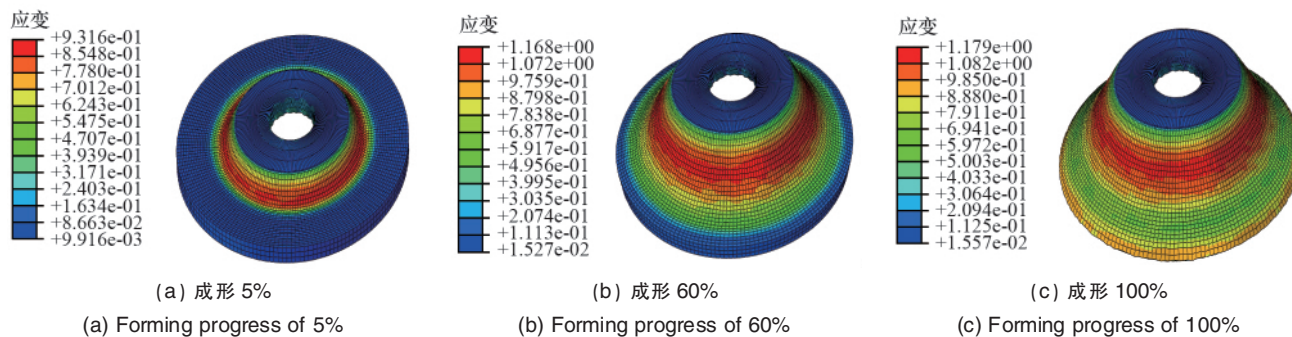 应变
+9.316e-01
+8.548e-01
+7.780e-01
+7.012e-01
+6.243e-01
+5.475e-01
+4.707e-01
+3.939e-01
+3.171e-01
+2.403e-01
+1.634e-01
+8.663e-02
+9.916e-03
应变
+1.168e+00
+1.072e+00
+9.759e-01
+8.798e-01
+7.838e-01
+6.877e-01
+5.917e-01
+4.956e-01
+3.995e-01
+3.035e-01
+2.074e-01
+1.113e-01
+1.527e-02
应变
+1.179e+00
+1.082e+00
+9.850e-01
+8.880e-01
+7.911e-01
+6.941e-01
+5.972e-01
+5.003e-01
+4.033e-01
+3.064e-01
+2.094e-01
+1.125e-01
+1.557e-02
(a) 成形 5%
(b) 成形 60%
(c) 成形 100%
(a) Forming progress of 5%
(b) Forming progress of 60%
(c) Forming progress of 100%